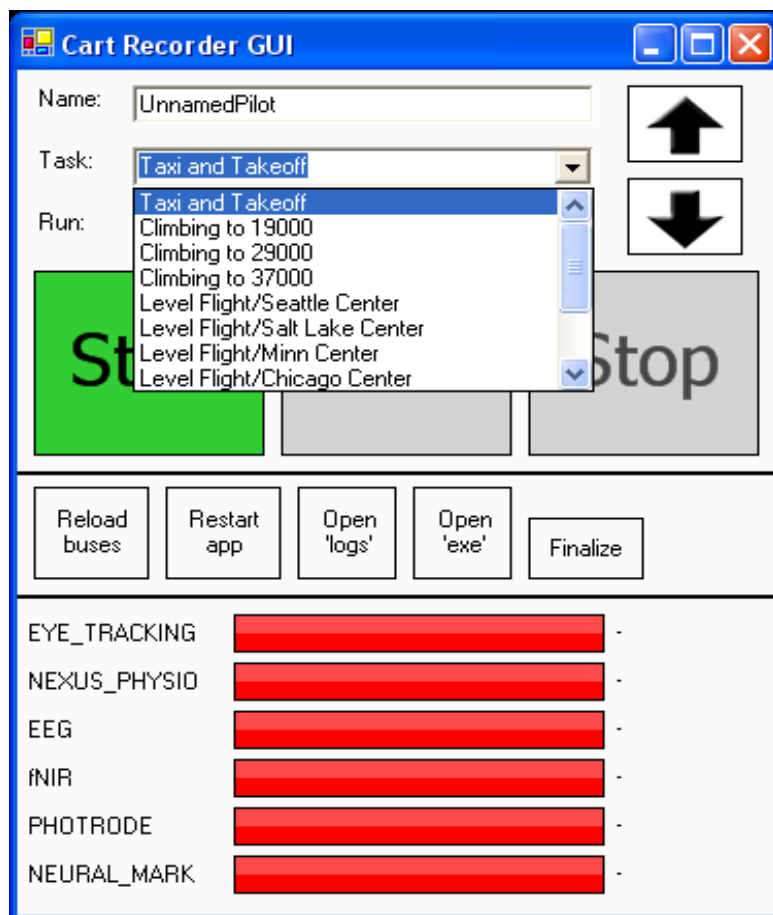 Cart Recorder GUI
Name: UnnamedPilot
Task: Taxi and Takeoff
Taxi and Takeoff
Run:
Climbing to 19000
Climbing to 29000
Climbing to 37000
Level Flight/Seattle Center
Level Flight/Salt Lake Center
Level Flight/Minn Center
Level Flight/Chicago Center
St
Stop
Reload
buses
Restart
app
Open
'logs'
Open
'exe'
Finalize
EYE_TRACKING -
NEXUS_PHYSIO -
EEG -
fNIR -
PHOTRODE -
NEURAL_MARK -